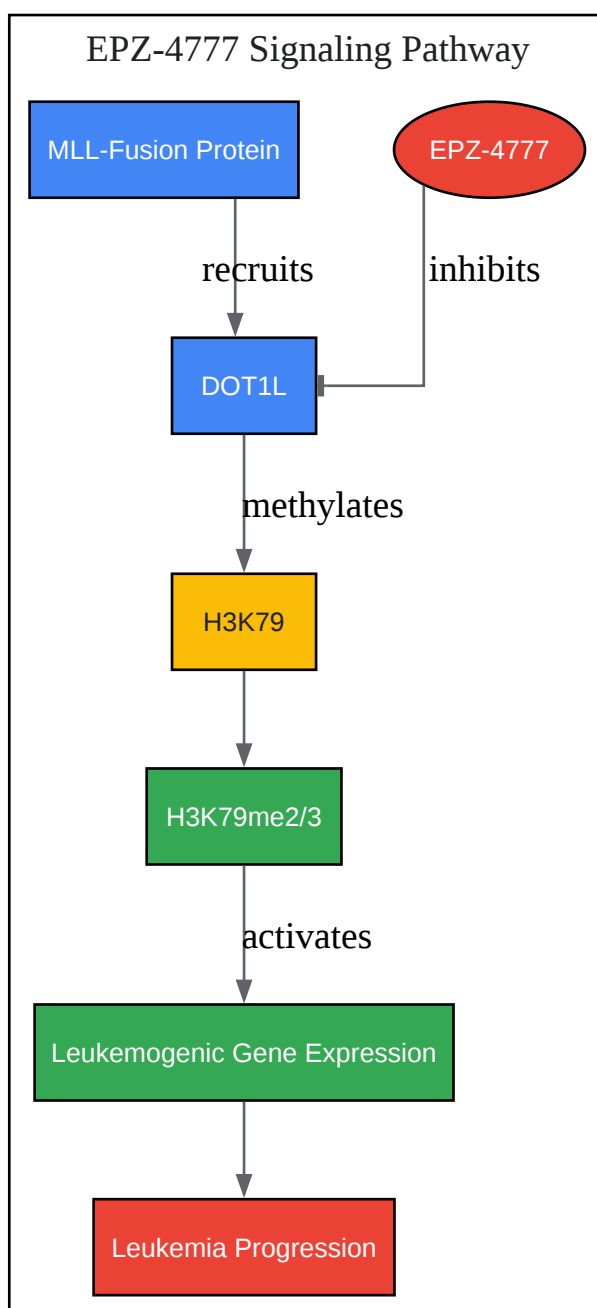 EPZ-4777 Signaling Pathway
MLL-Fusion Protein
EPZ-4777
recruits
inhibits
DOT1L
methylates
H3K79
H3K79me2/3
activates
Leukemogenic Gene Expression
Leukemia Progression